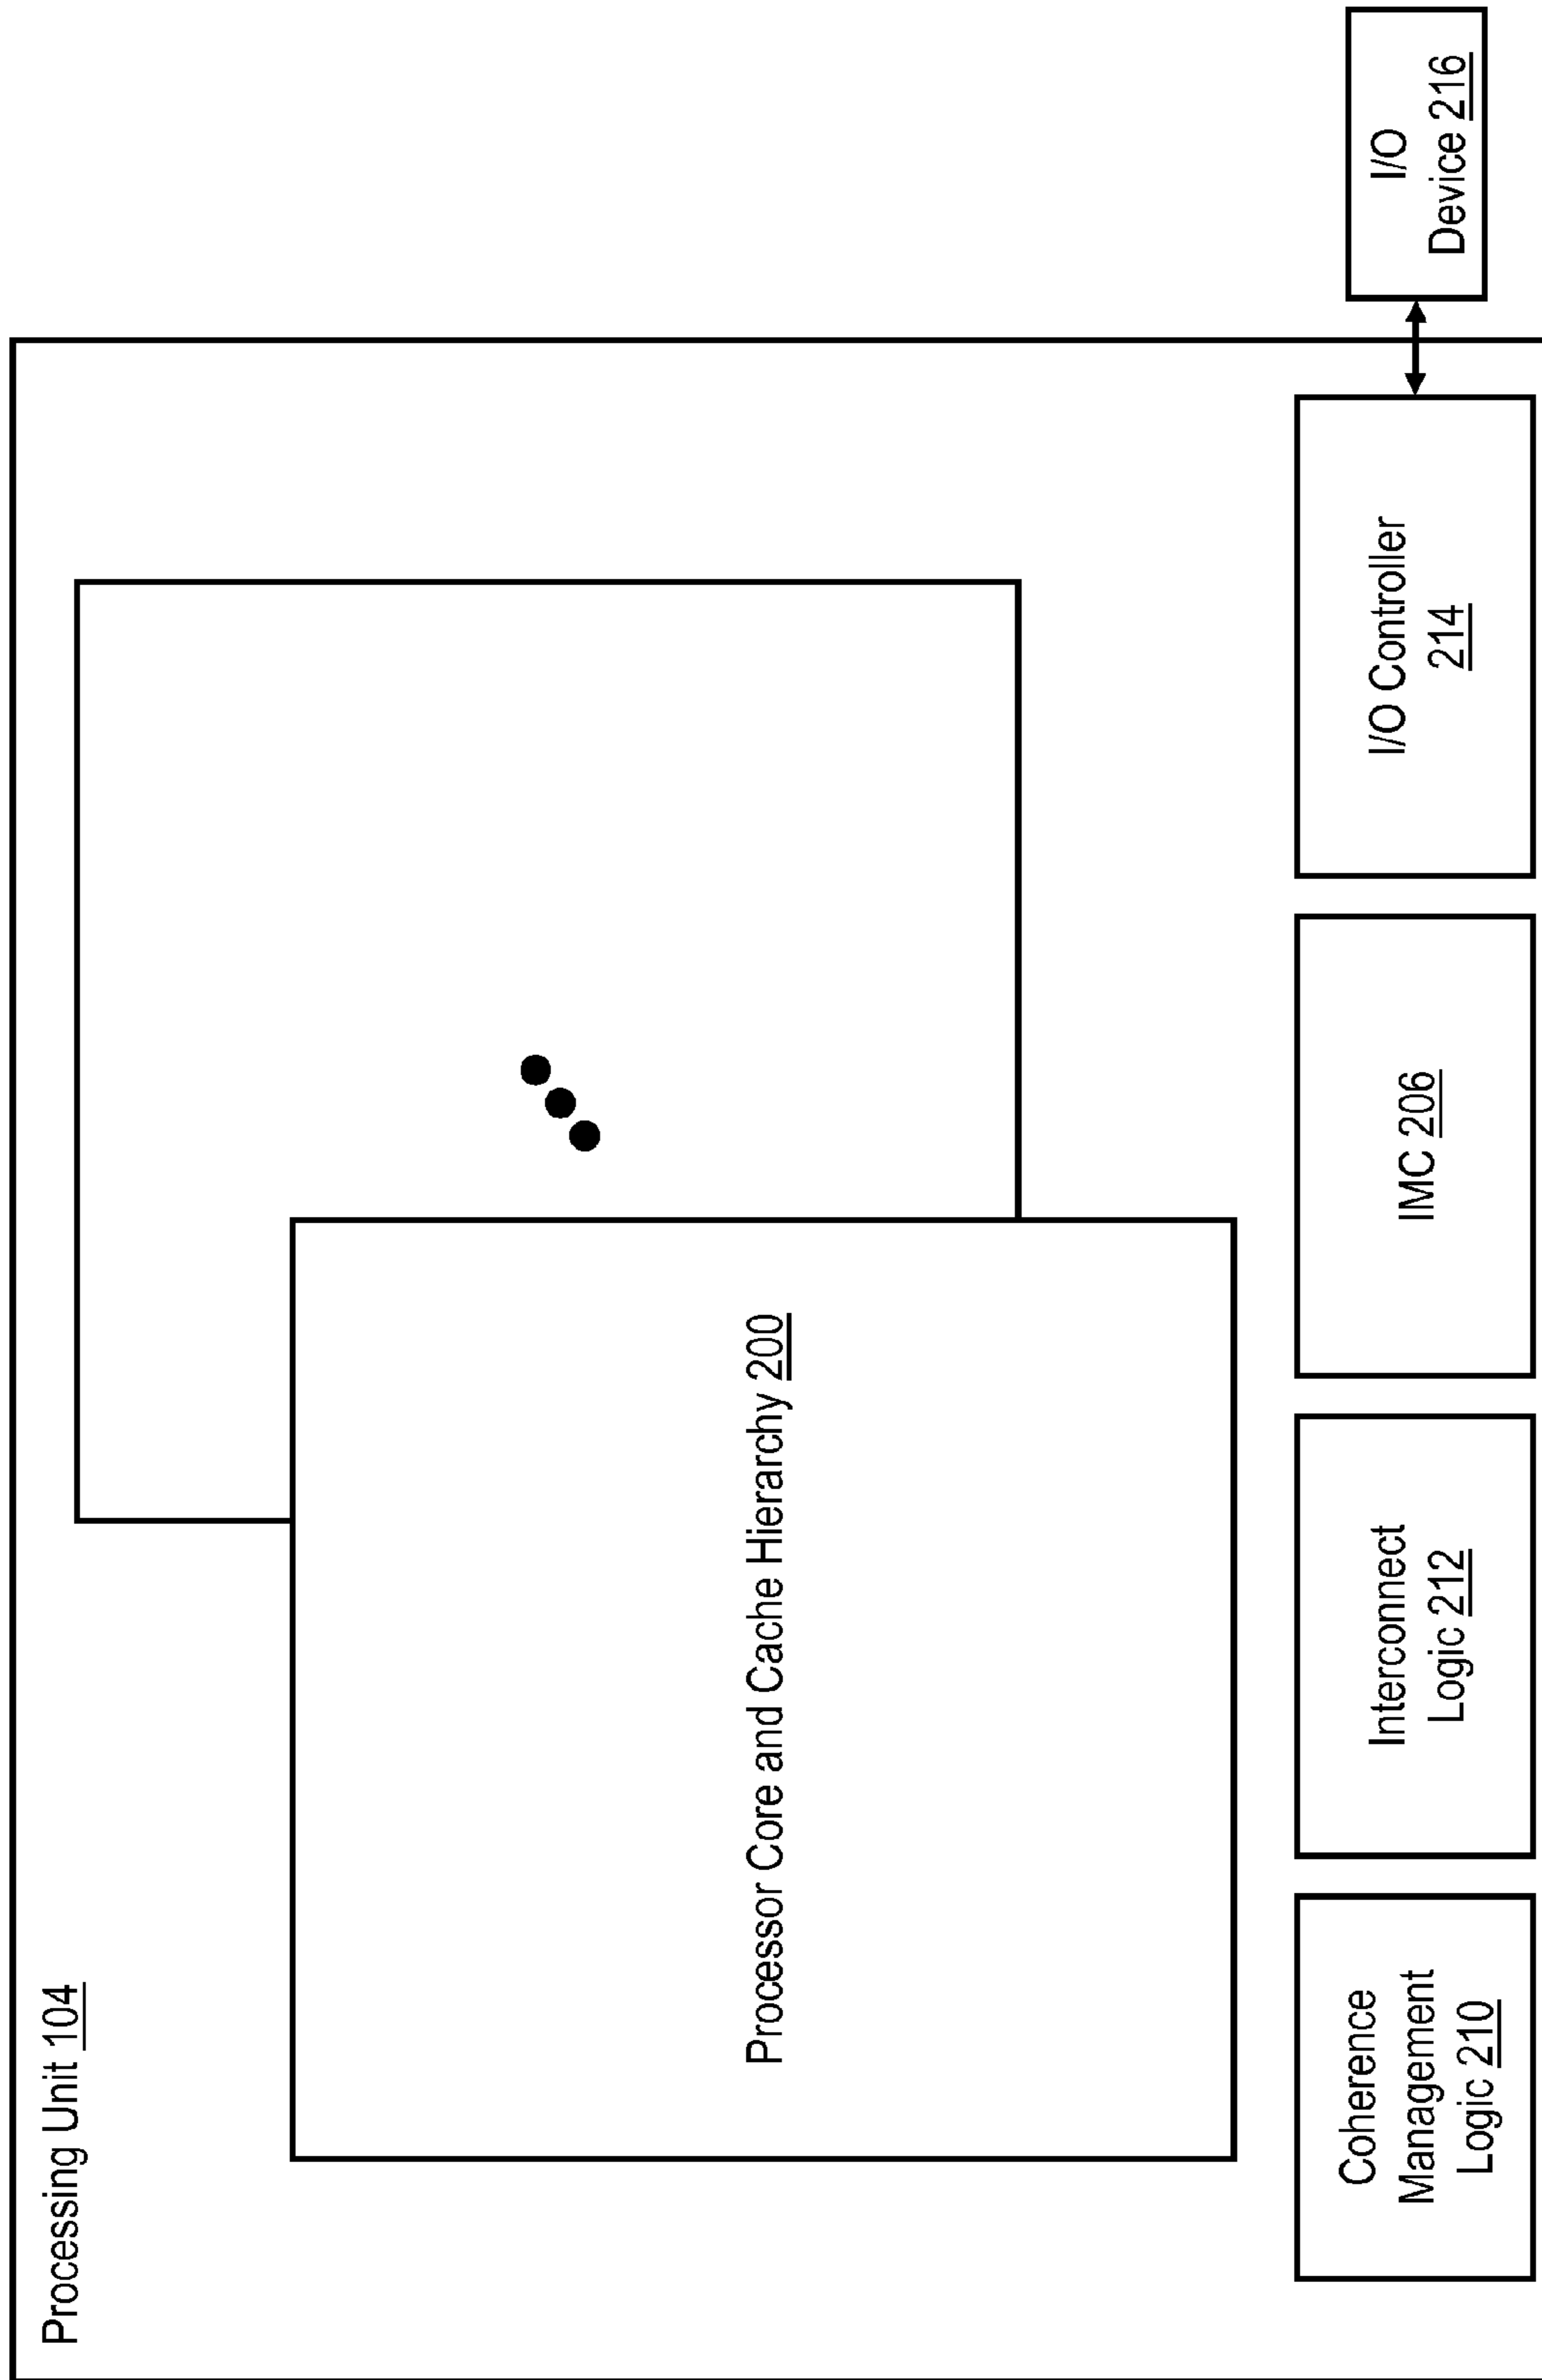 Processing Unit 104
Processor Core and Cache Hierarchy 200
Coherence
Management
Logic 210
Interconnect
Logic 212
IMC 206
I/O Controller
214
I/O
Device 216